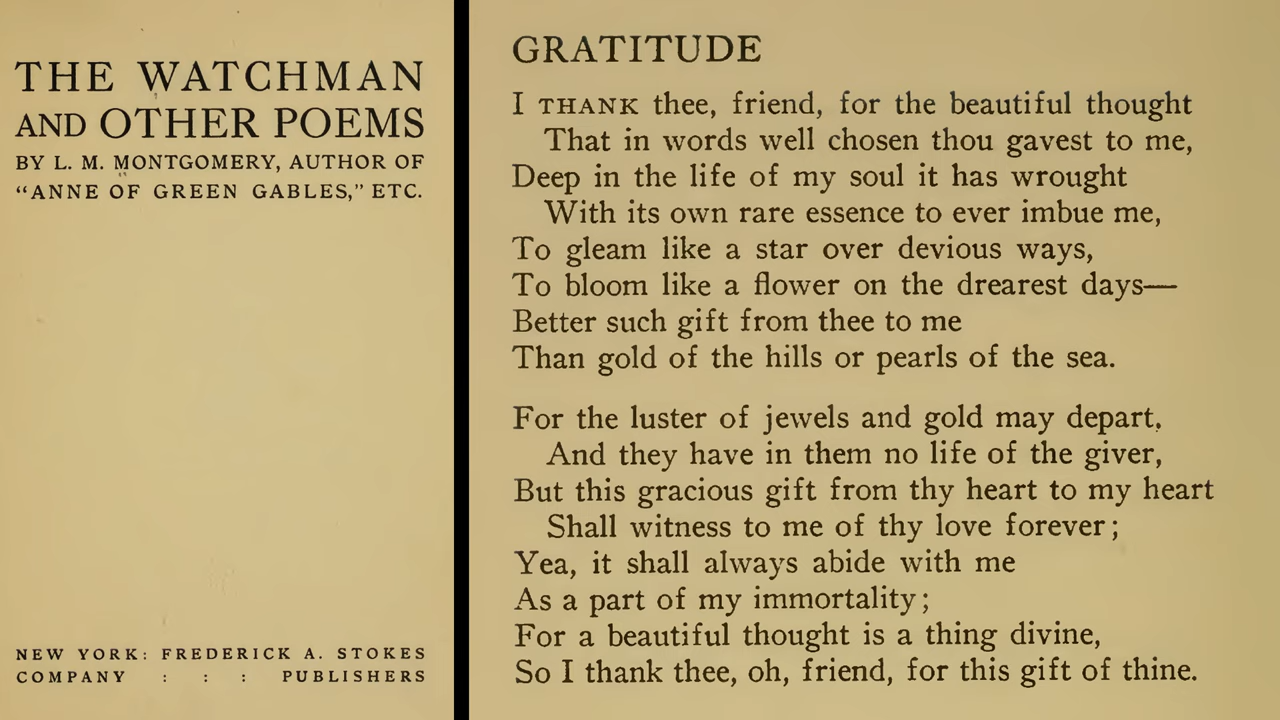 THE WATCHMAN
AND OTHER POEMS
BY L. M. MONTGOMERY, AUTHOR OF
“ANNE OF GREEN GABLES,” ETC.
NEW YORK: FREDERICK A. STOKES
COMPANY : : : PUBLISHERS
GRATITUDE
I THANK thee, friend, for the beautiful thought
That in words well chosen thou gavest to me,
Deep in the life of my soul it has wrought
With its own rare essence to ever imbue me,
To gleam like a star over devious ways,
To bloom like a flower on the drearest days—
Better such gift from thee to me
Than gold of the hills or pearls of the sea.
For the luster of jewels and gold may depart,
And they have in them no life of the giver,
But this gracious gift from thy heart to my heart
Shall witness to me of thy love forever;
Yea, it shall always abide with me
As a part of my immortality;
For a beautiful thought is a thing divine,
So I thank thee, oh, friend, for this gift of thine.